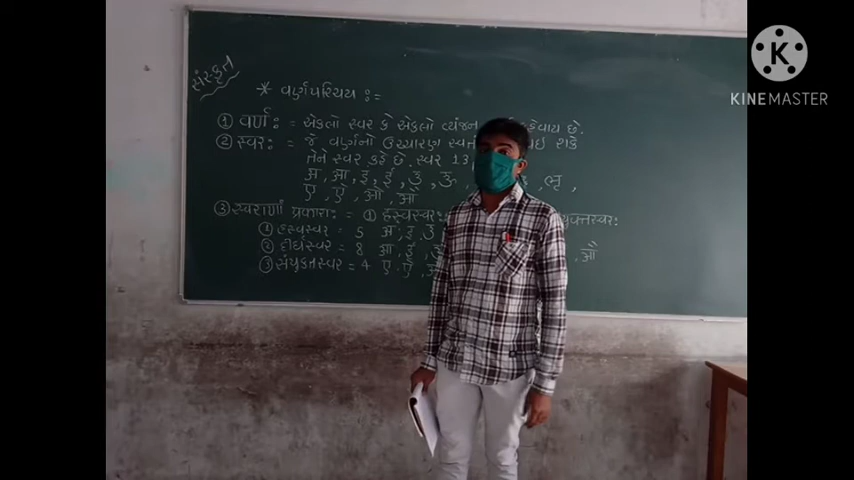 સંસ્કૃત
* વર્ણપરિચય :=
① વર્ણ: = એકલો સ્વર કે એકલો વ્યંજન કહેવાય છે.
② સ્વર: = જે વર્ણનો ઉચ્ચારણ
તેને સ્વર કહે છે. સ્વર 13,
अ, आ, इ, ई, उ, ऊ, लृ,
ए, ऐ, ओ, औ
③ સ્વરાણાં પ્રકારા: = ① હ્રસ્વસ્વર:
① હ્રસ્વસ્વર = 5 अ, इ, उ
② દીર્ઘસ્વર = 8 आ, ई, औ
③ સંયુક્તસ્વર = 4 ए, ऐ,
K
KINEMASTER